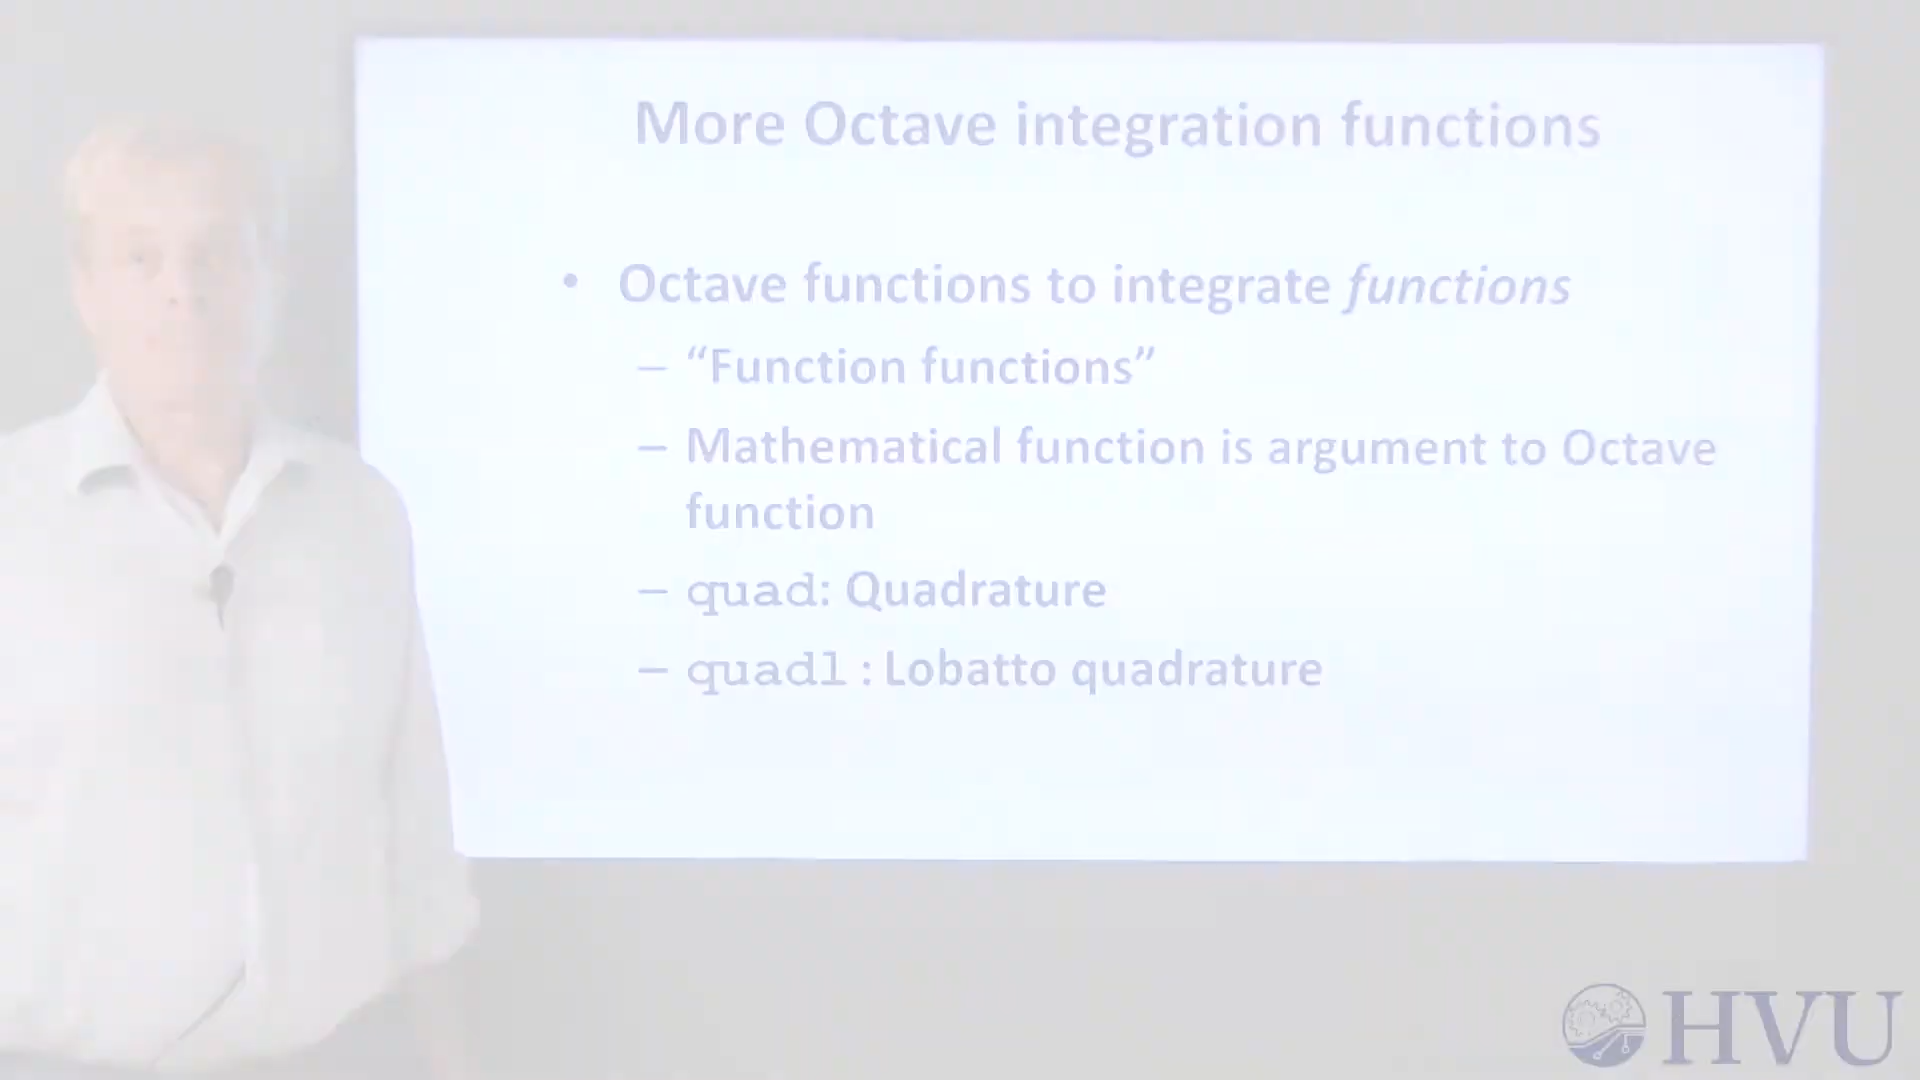 More Octave integration functions
• Octave functions to integrate functions
– “Function functions”
– Mathematical function is argument to Octave
function
– quad: Quadrature
– quadl : Lobatto quadrature
HVU